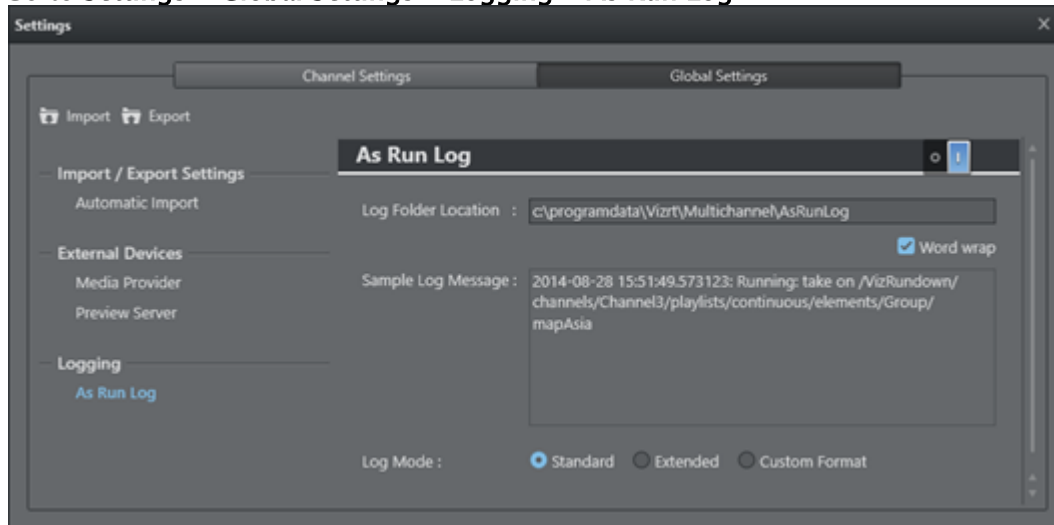 Settings
Channel Settings
Global Settings
Import Export
As Run Log
Import / Export Settings
Automatic Import
Log Folder Location : c:\programdata\Vizrt\Multichannel\AsRunLog
Word wrap
External Devices
Media Provider
Preview Server
Sample Log Message : 2014-08-28 15:51:49.573123: Running: take on /VizRundown/
channels/Channel3/playlists/continuous/elements/Group/
mapAsia
Logging
As Run Log
Log Mode : Standard Extended Custom Format